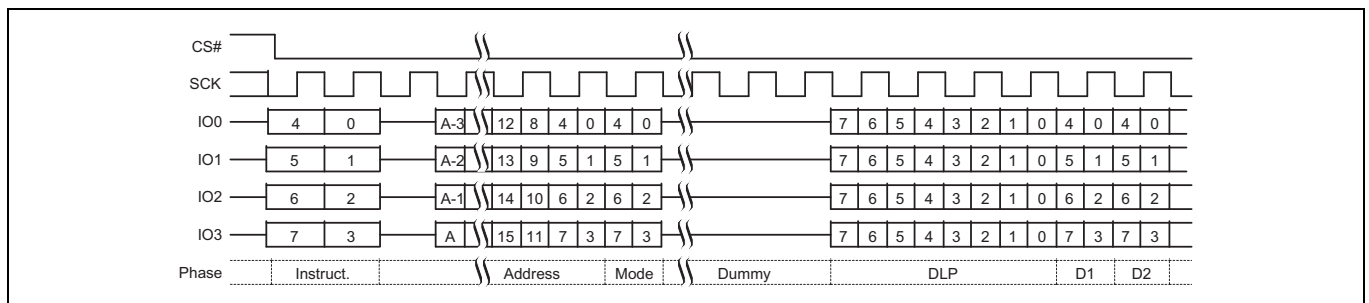 CS#
SCK
IO0 4 0 A-3 12 8 4 0 4 0 7 6 5 4 3 2 1 0 4 0 4 0
IO1 5 1 A-2 13 9 5 1 5 1 7 6 5 4 3 2 1 0 5 1 5 1
IO2 6 2 A-1 14 10 6 2 6 2 7 6 5 4 3 2 1 0 6 2 6 2
IO3 7 3 A 15 11 7 3 7 3 7 6 5 4 3 2 1 0 7 3 7 3
Phase Instruct. Address Mode Dummy DLP D1 D2